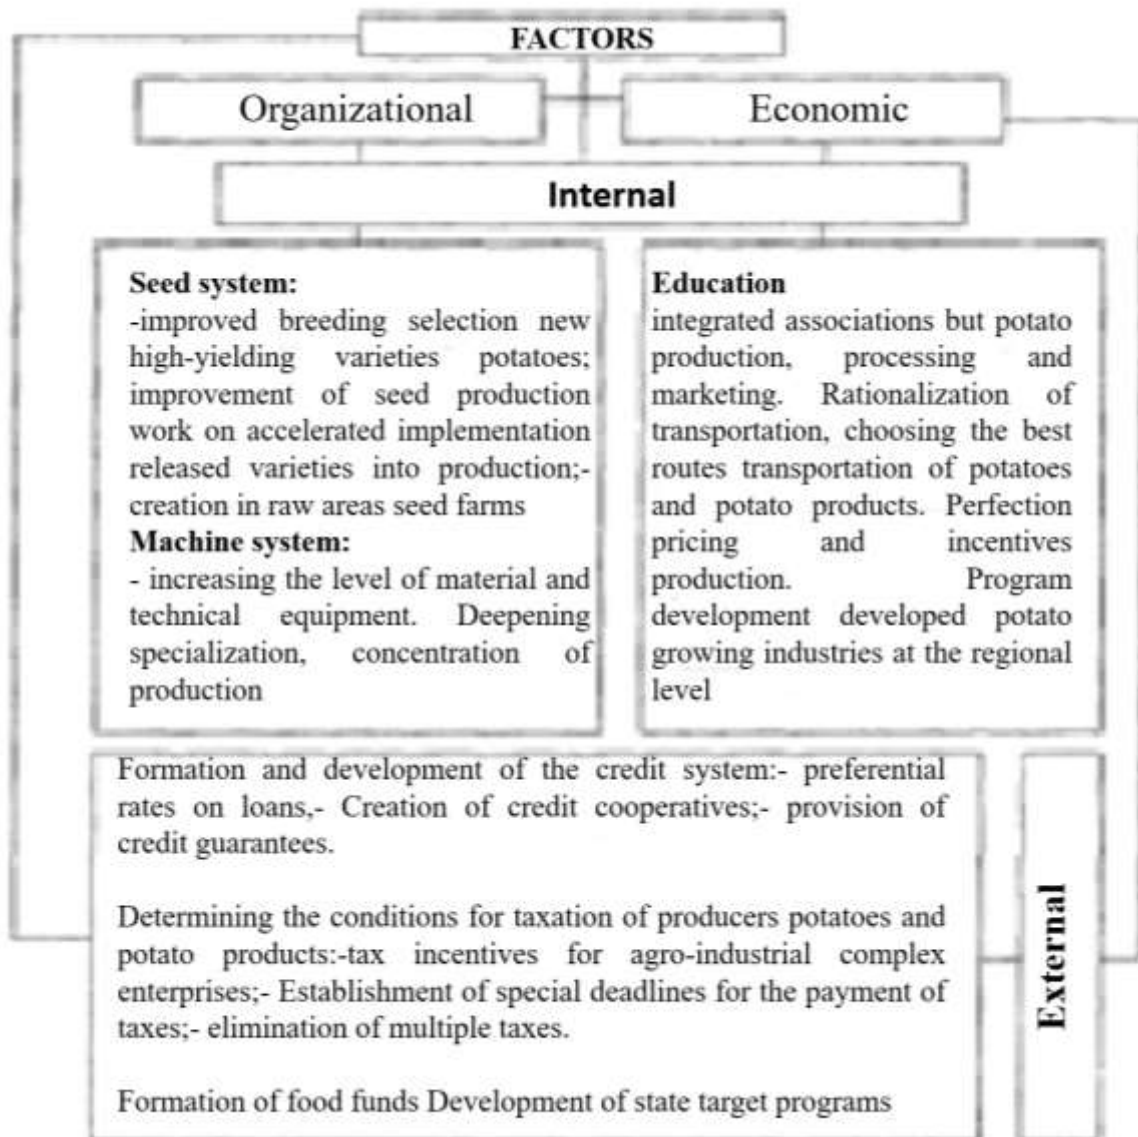 FACTORS
Organizational
Economic
Internal
Seed system:
-improved breeding selection new
high-yielding varieties potatoes;
improvement of seed production
work on accelerated implementation
released varieties into production;-
creation in raw areas seed farms
Machine system:
- increasing the level of material and
technical equipment. Deepening
specialization, concentration of
production
Education
integrated associations but potato
production, processing and
marketing. Rationalization of
transportation, choosing the best
routes transportation of potatoes
and potato products. Perfection
pricing and incentives
production. Program
development developed potato
growing industries at the regional
level
Formation and development of the credit system:- preferential
rates on loans,- Creation of credit cooperatives;- provision of
credit guarantees.
Determining the conditions for taxation of producers potatoes and
potato products:-tax incentives for agro-industrial complex
enterprises;- Establishment of special deadlines for the payment of
taxes;- elimination of multiple taxes.
Formation of food funds Development of state target programs
External